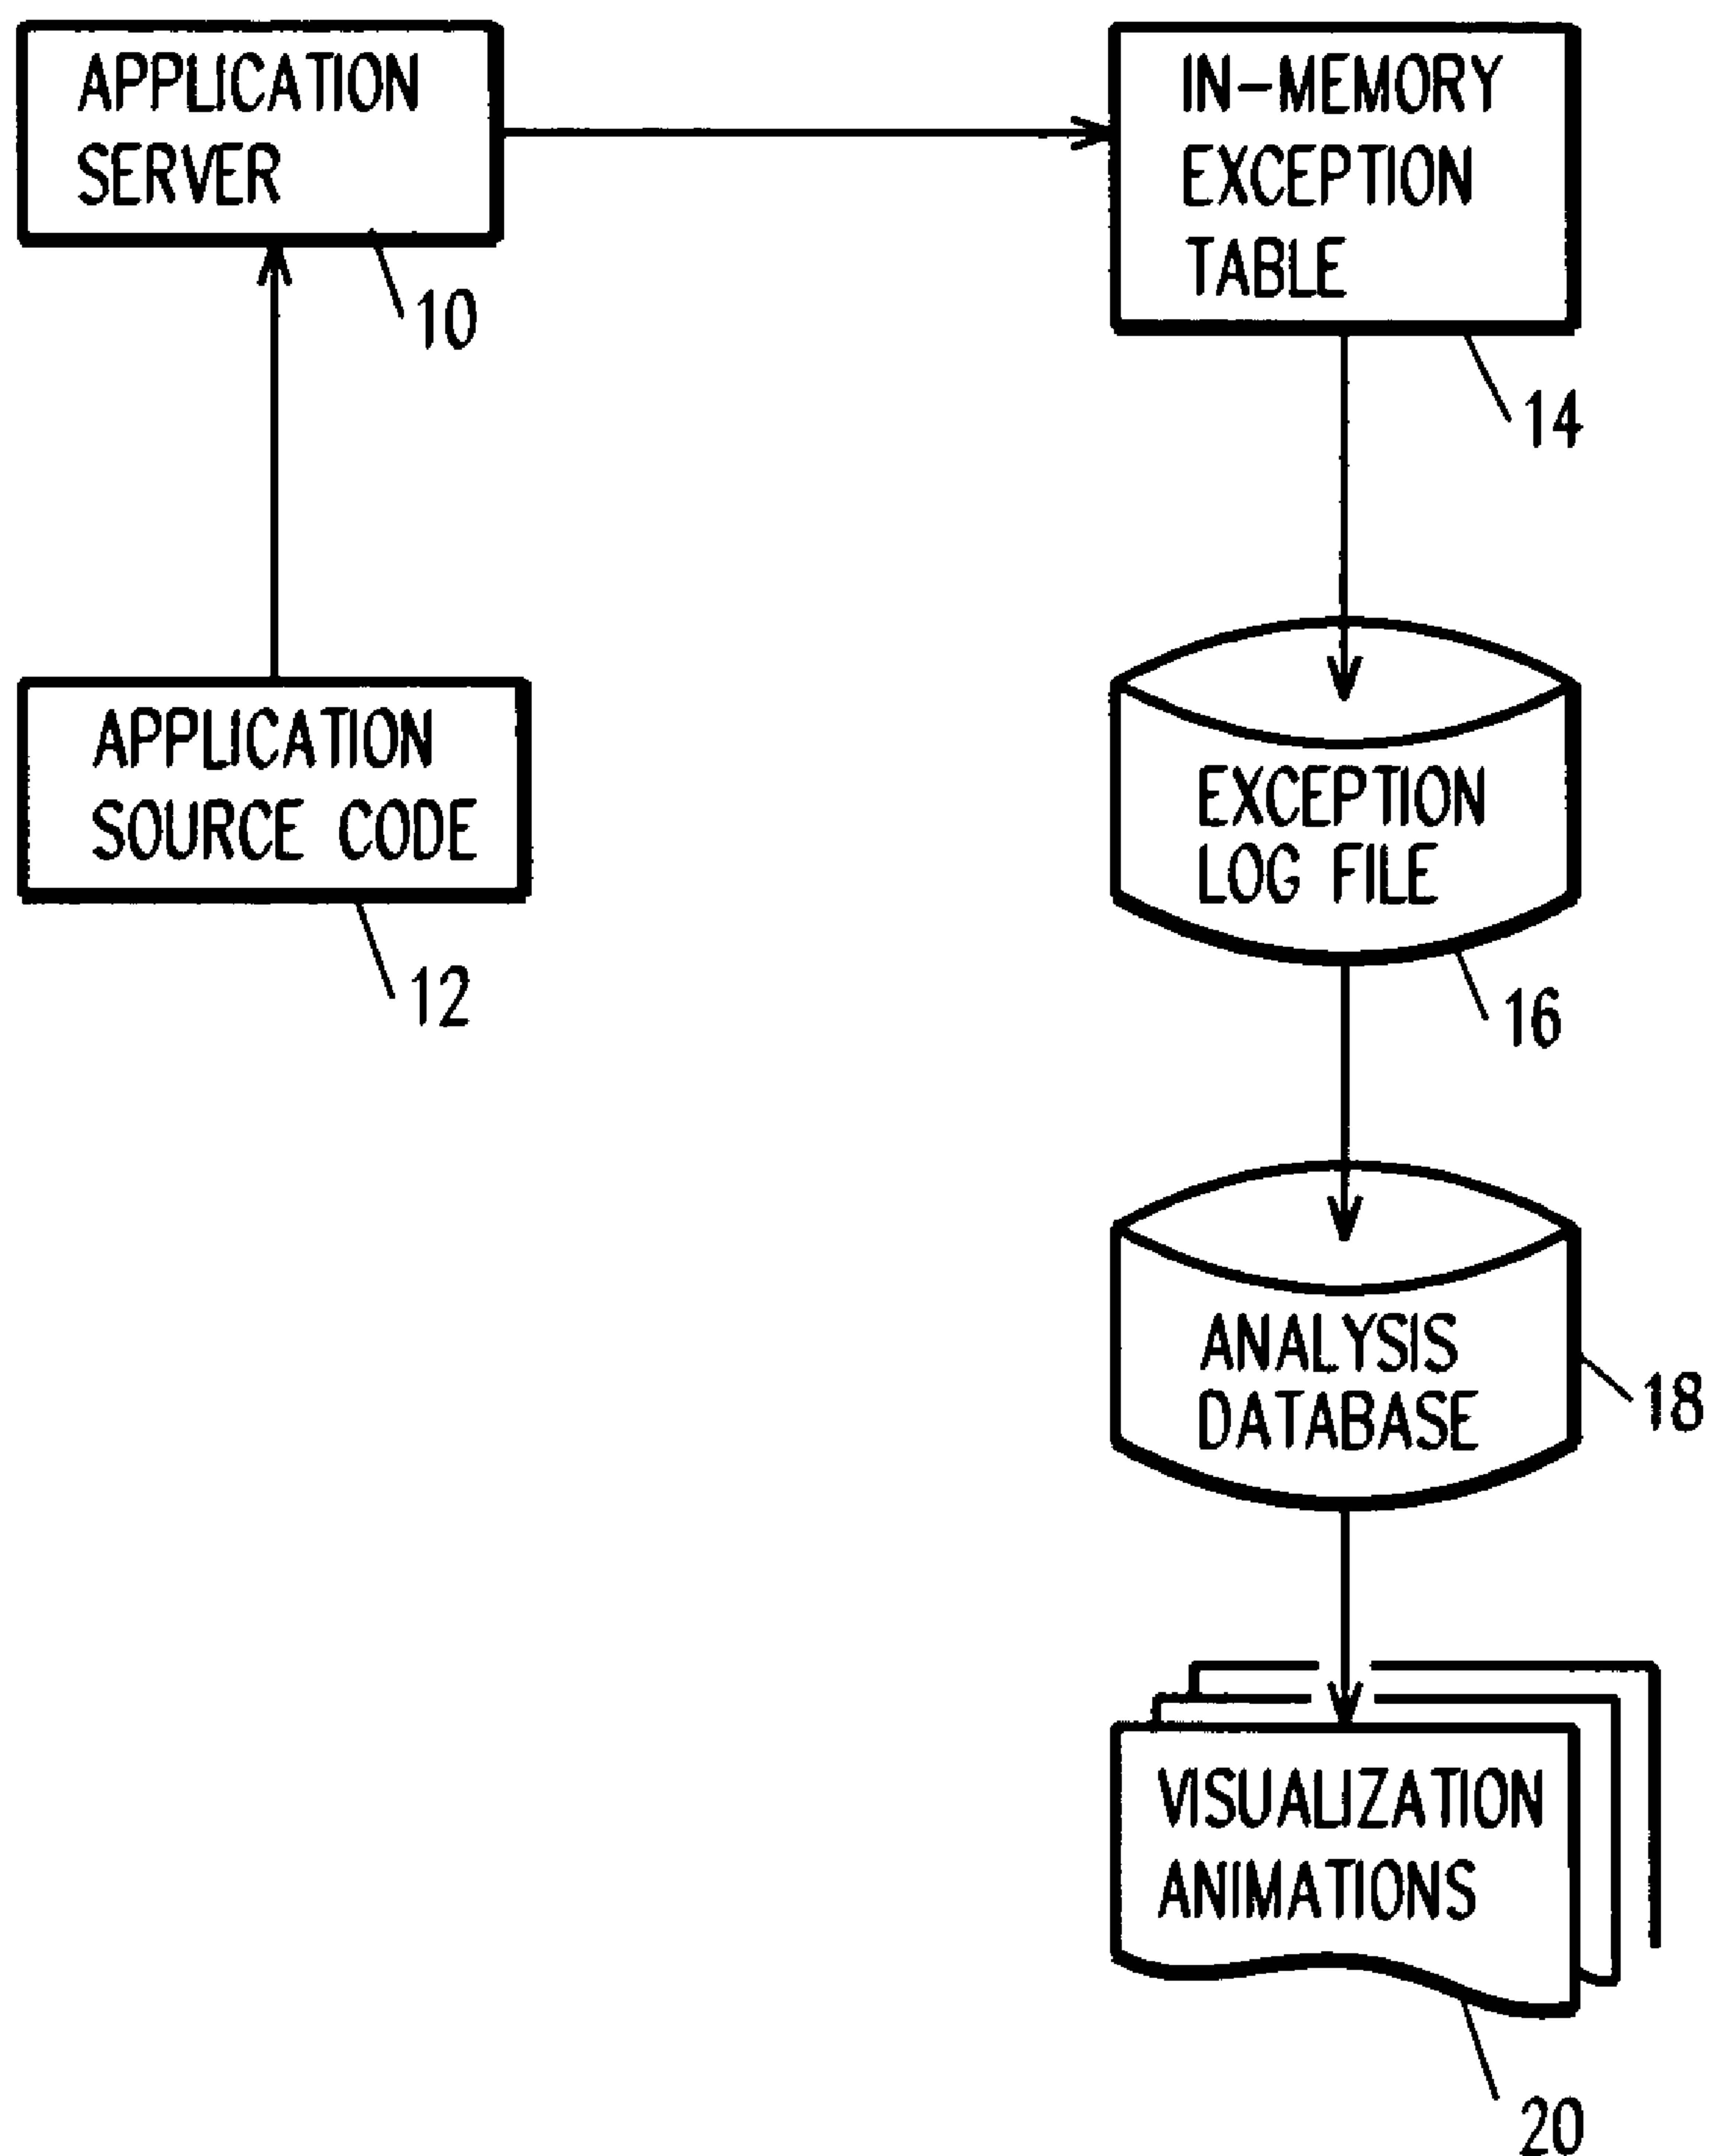 APPLICATION
SERVER
10
IN-MEMORY
EXCEPTION
TABLE
14
APPLICATION
SOURCE CODE
12
EXCEPTION
LOG FILE
16
ANALYSIS
DATABASE
18
VISUALIZATION
ANIMATIONS
20